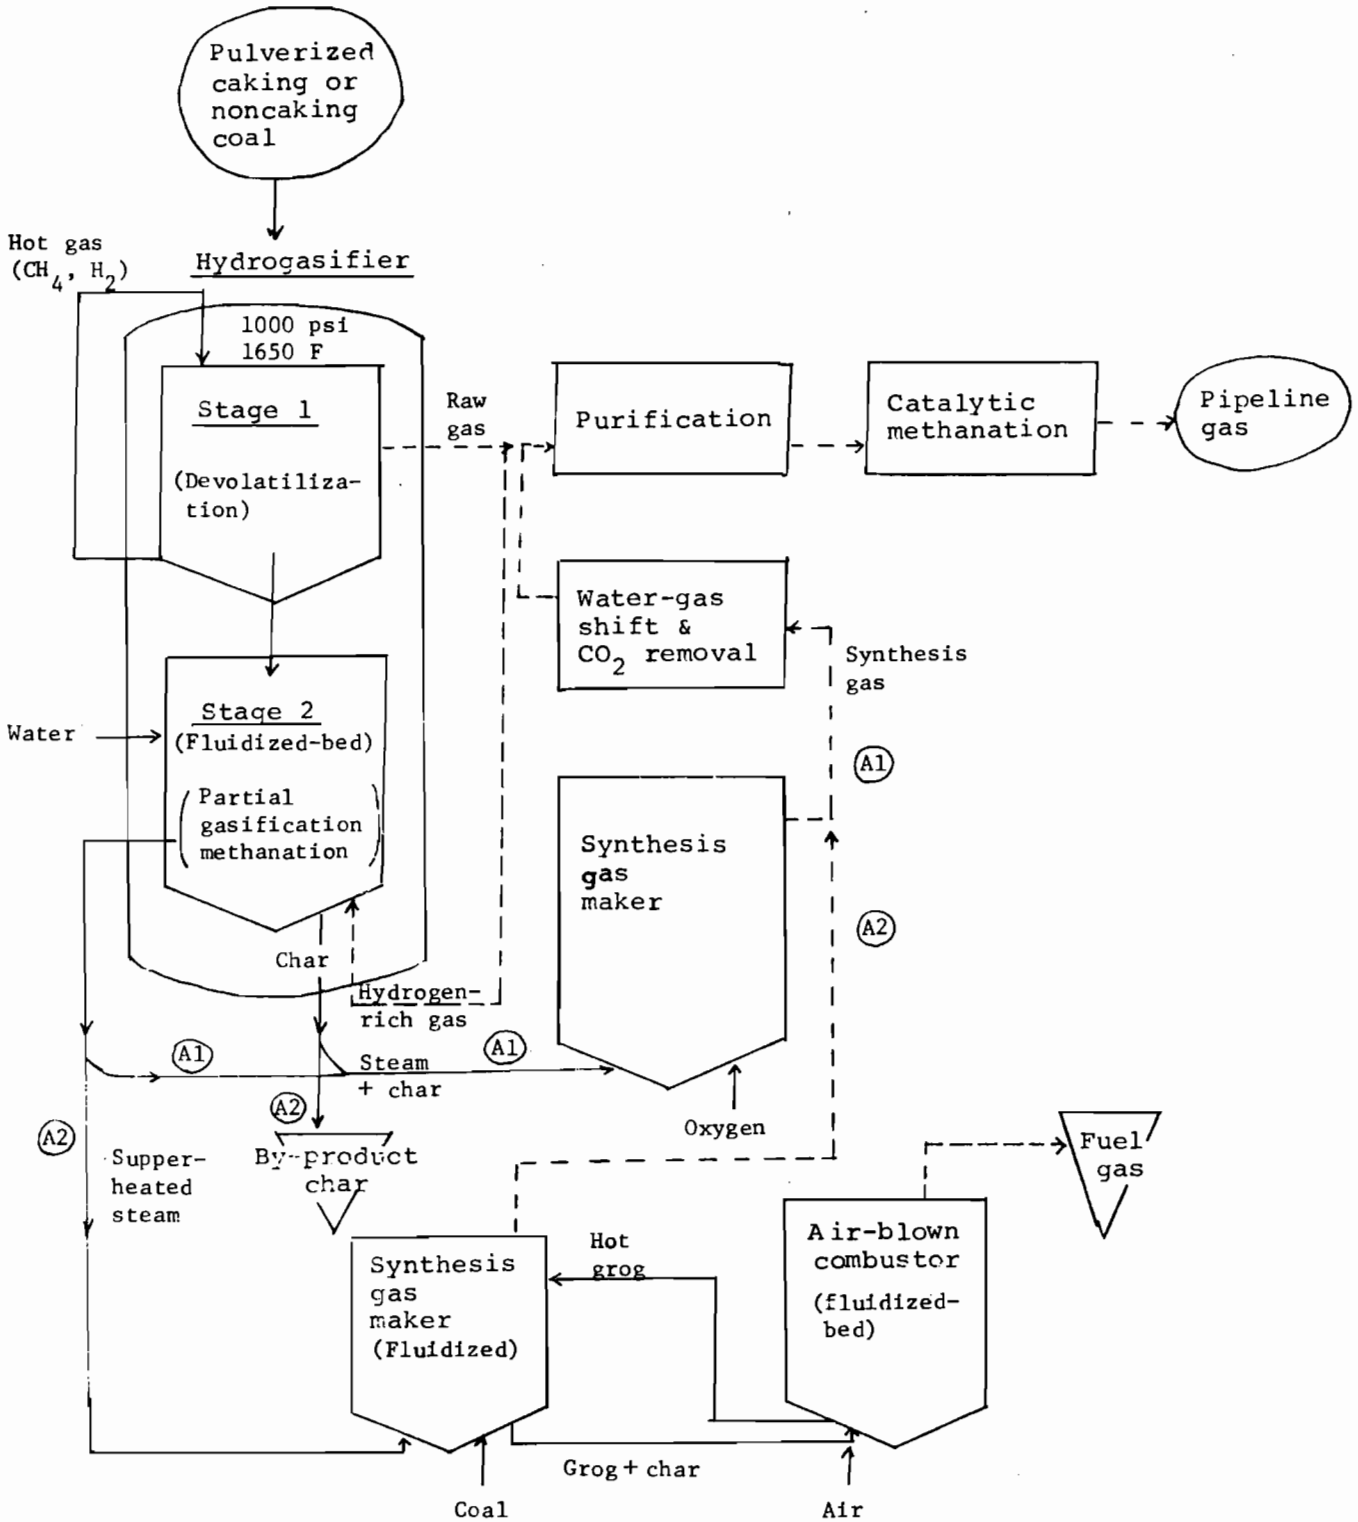 Pulverized
caking or
noncaking
coal
Hot gas
(CH4, H2)
Hydrogasifier
1000 psi
1650 F
Stage 1
(Devolatiliza-
tion)
Raw
gas
Purification
Catalytic
methanation
Pipeline
gas
Water-gas
shift &
CO2 removal
Synthesis
gas
A1
Water
Stage 2
(Fluidized-bed)
(Partial
gasification
methanation)
Synthesis
gas
maker
A2
Char
Hydrogen-
rich gas
A1
Steam
+ char
A1
A2
Oxygen
A2
Supper-
heated
steam
By-product
char
Fuel
gas
Synthesis
gas
maker
(Fluidized)
Hot
grog
Air-blown
combustor
(fluidized-
bed)
Grog + char
Coal
Air